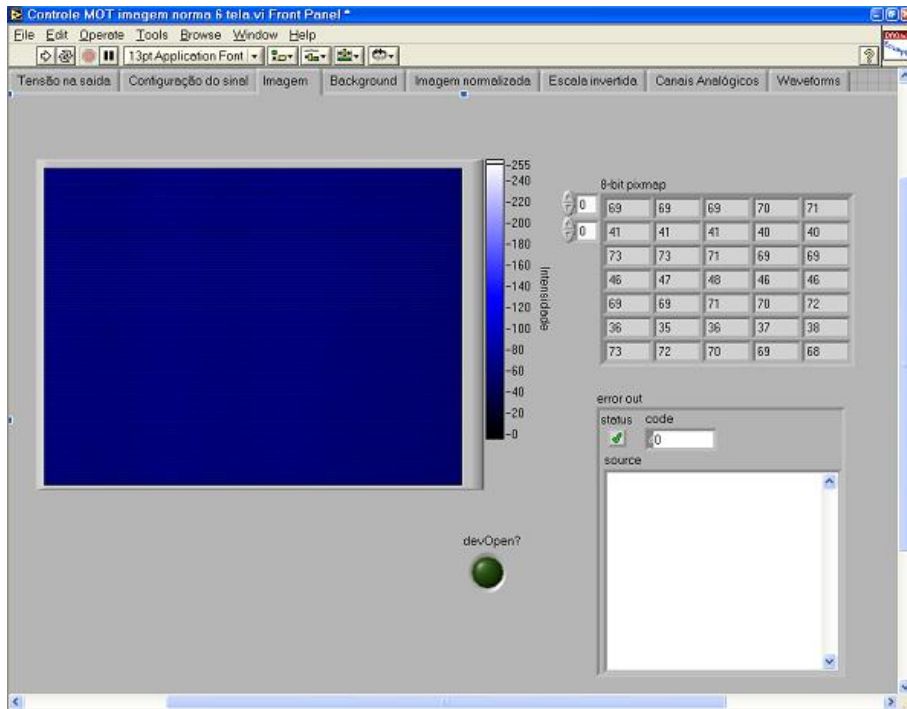 Controle MOT imagem norma 6 tela.vi Front Panel *
File Edit Operate Tools Browse Window Help
13pt Application Font
Tensão na saida Configuração do sinal Imagem Background Imagem normalizada Escala invertida Canais Analógicos Waveforms
255
240
220
200
180
160
140
120
100
80
60
40
20
0
Intensidade
8-bit pixmap
0 69 69 69 70 71
0 41 41 41 40 40
73 73 71 69 69
46 47 48 46 46
69 69 71 70 72
36 35 36 37 38
73 72 70 69 68
error out
status code
0
source
devOpen?